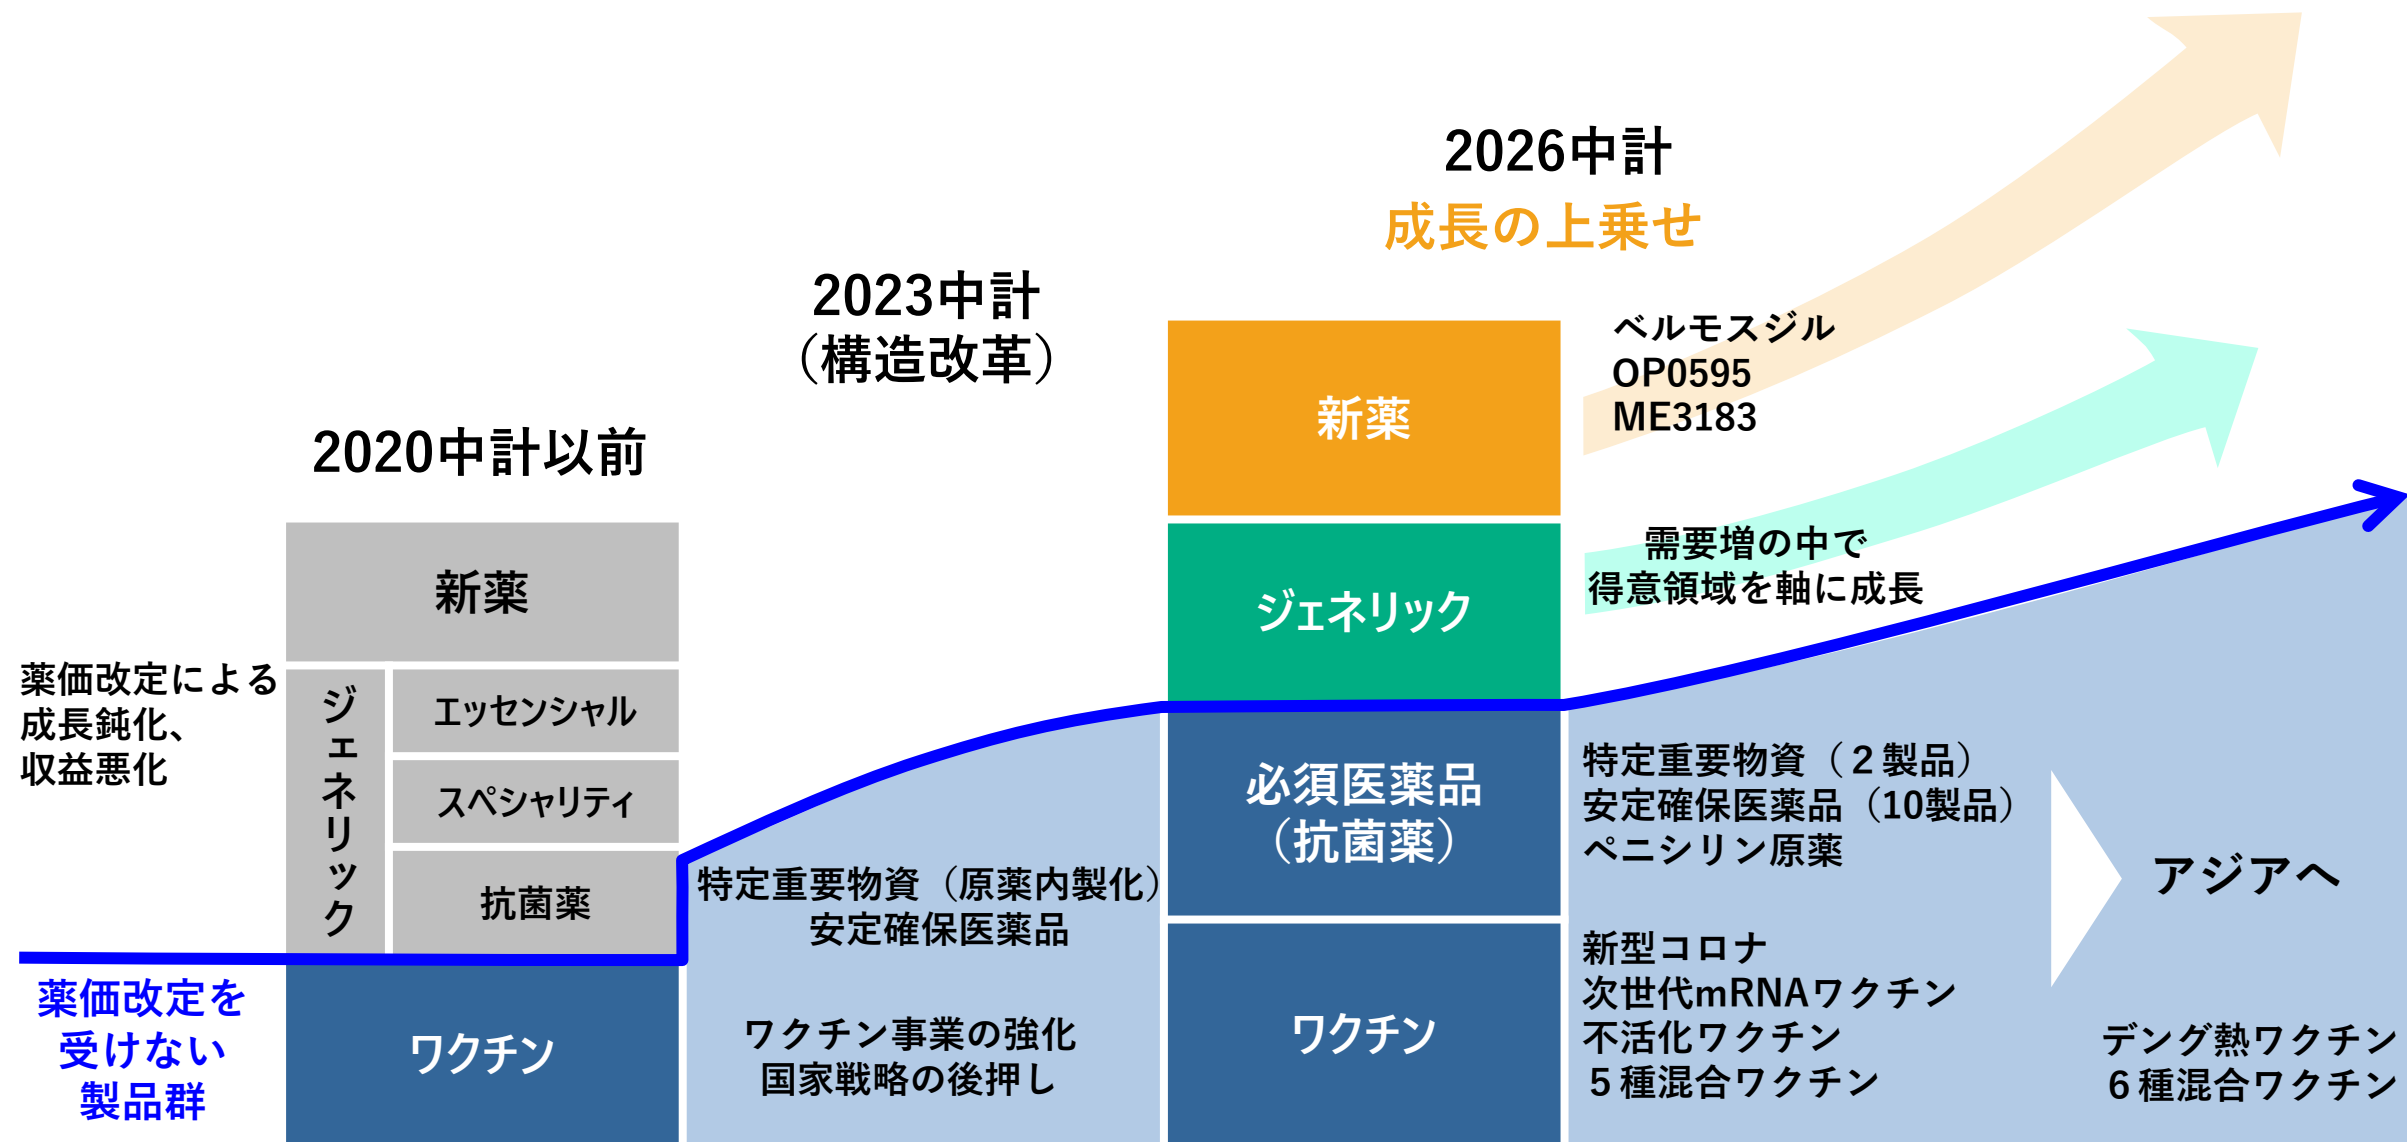 2020中計以前
新薬
ジェネリック
エッセンシャル
スペシャリティ
抗菌薬
ワクチン
薬価改定による
成長鈍化、
収益悪化
薬価改定を
受けない
製品群
2023中計
（構造改革）
特定重要物資（原薬内製化）
安定確保医薬品
ワクチン事業の強化
国家戦略の後押し
2026中計
成長の上乗せ
新薬
ジェネリック
必須医薬品
（抗菌薬）
ワクチン
ベルモスジル
OP0595
ME3183
需要増の中で
得意領域を軸に成長
特定重要物資（２製品）
安定確保医薬品（10製品）
ペニシリン原薬
新型コロナ
次世代mRNAワクチン
不活化ワクチン
５種混合ワクチン
アジアへ
デング熱ワクチン
６種混合ワクチン